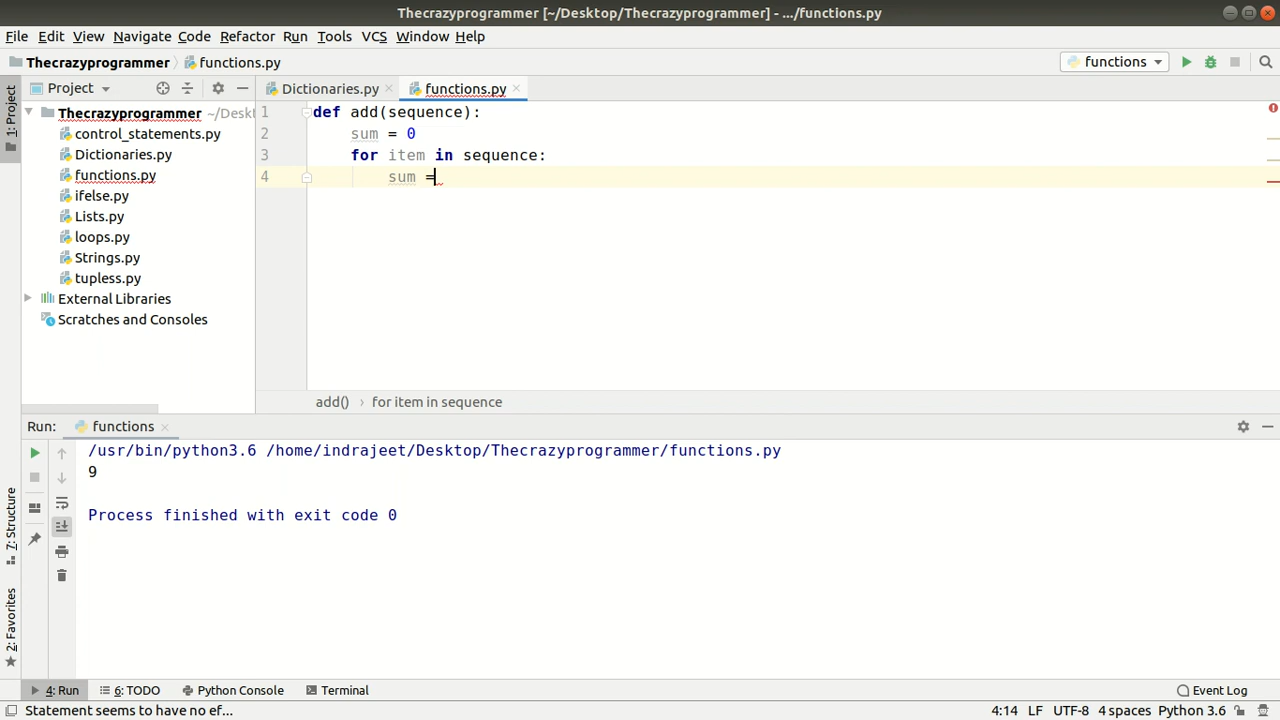 Thecrazyprogrammer [~/Desktop/Thecrazyprogrammer] - .../functions.py
File Edit View Navigate Code Refactor Run Tools VCS Window Help
Thecrazyprogrammer functions.py functions
1: Project
Project Dictionaries.py functions.py
Thecrazyprogrammer ~/Deskt
control_statements.py
Dictionaries.py
functions.py
ifelse.py
Lists.py
loops.py
Strings.py
tupless.py
External Libraries
Scratches and Consoles
1 def add(sequence):
2 sum = 0
3 for item in sequence:
4 sum =
add() › for item in sequence
Run: functions
/usr/bin/python3.6 /home/indrajeet/Desktop/Thecrazyprogrammer/functions.py
9
Process finished with exit code 0
7: Structure
2: Favorites
4: Run 6: TODO Python Console Terminal Event Log
Statement seems to have no ef... 4:14 LF UTF-8 4 spaces Python 3.6